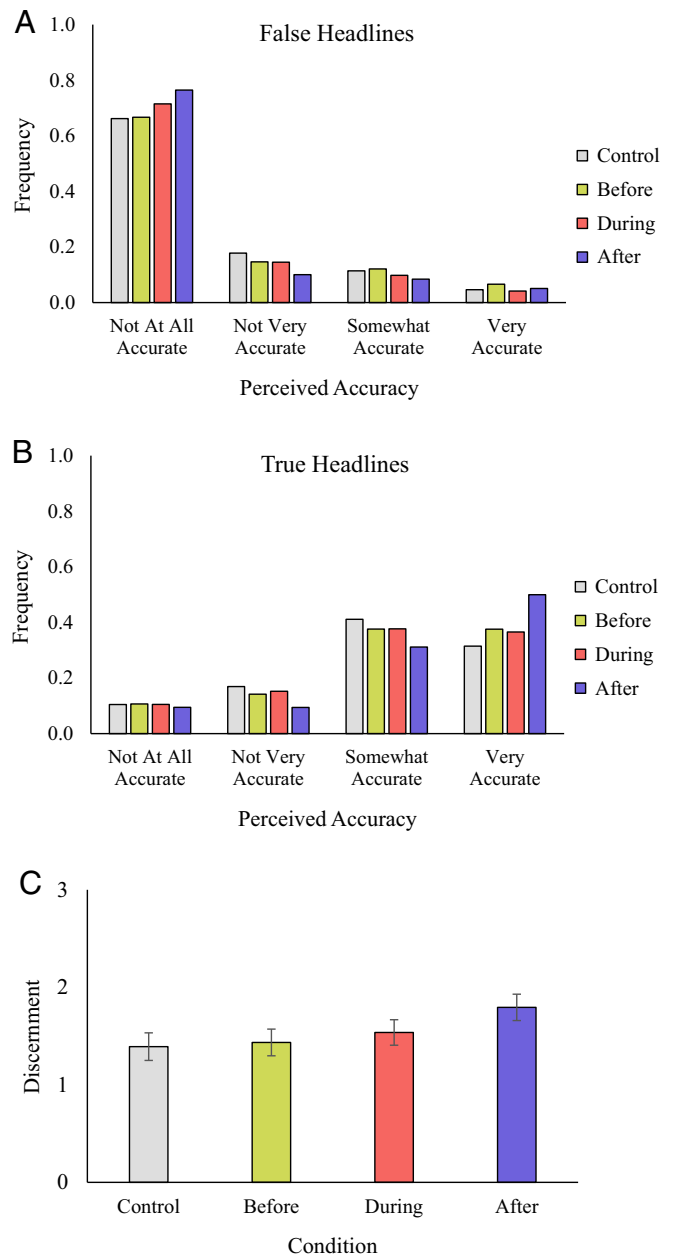 A
False Headlines
1.0
0.8
0.6
0.4
0.2
0.0
Frequency
Control
Before
During
After
Not At All
Accurate
Not Very
Accurate
Somewhat
Accurate
Very
Accurate
Perceived Accuracy
B
True Headlines
1.0
0.8
0.6
0.4
0.2
0.0
Frequency
Control
Before
During
After
Not At All
Accurate
Not Very
Accurate
Somewhat
Accurate
Very
Accurate
Perceived Accuracy
C
3
2
1
0
Discernment
Control
Before
During
After
Condition